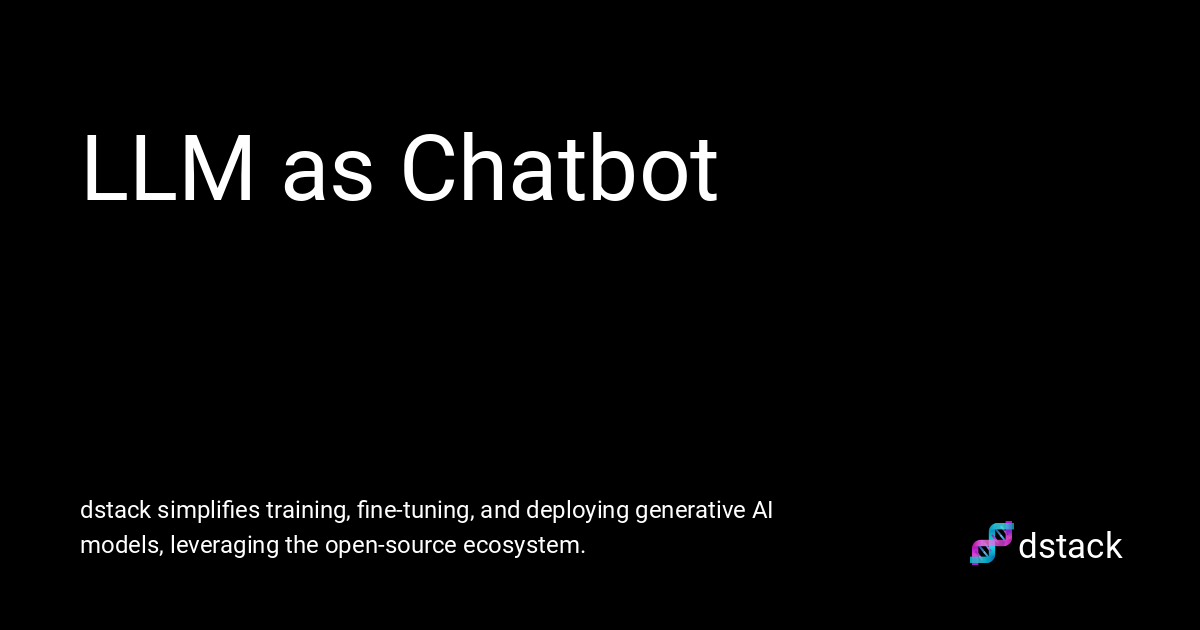 LLM as Chatbot
dstack simplifies training, fine-tuning, and deploying generative AI
models, leveraging the open-source ecosystem.
dstack